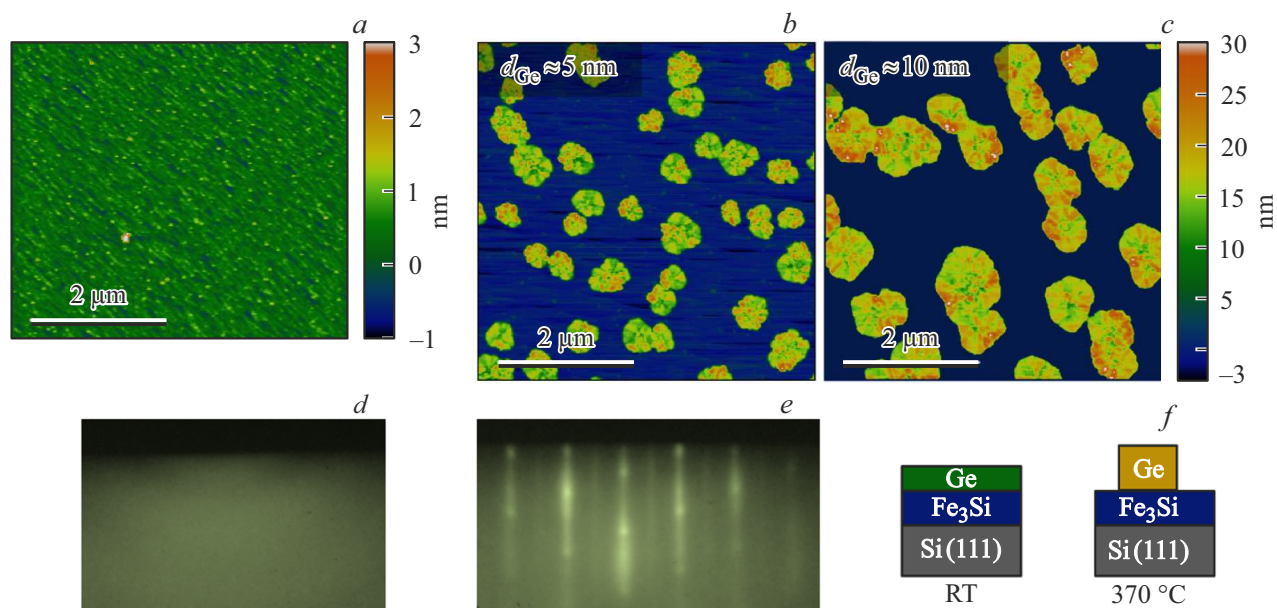 a
3
2
1
0
–1
nm
2 μm
b
d_Ge ≈ 5 nm
2 μm
c
d_Ge ≈ 10 nm
2 μm
30
25
20
15
10
5
–3
nm
d
e
f
Ge
Fe₃Si
Si(111)
RT
Ge
Fe₃Si
Si(111)
370 °C